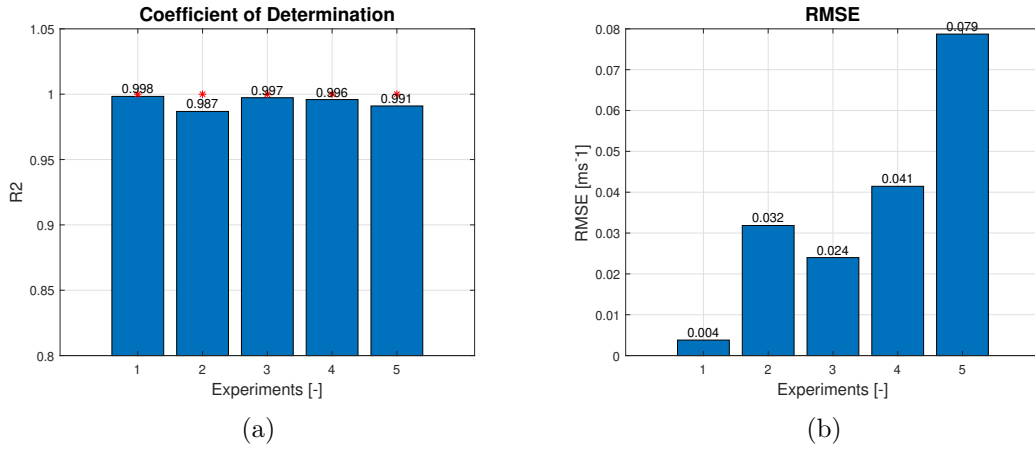 Coefficient of Determination
1.05
1
0.95
0.9
0.85
0.8
R2
0.998
0.987
0.997
0.996
0.991
1 2 3 4 5
Experiments [-]
(a)
RMSE
0.08
0.07
0.06
0.05
0.04
0.03
0.02
0.01
0
RMSE [ms^-1]
0.004
0.032
0.024
0.041
0.079
1 2 3 4 5
Experiments [-]
(b)